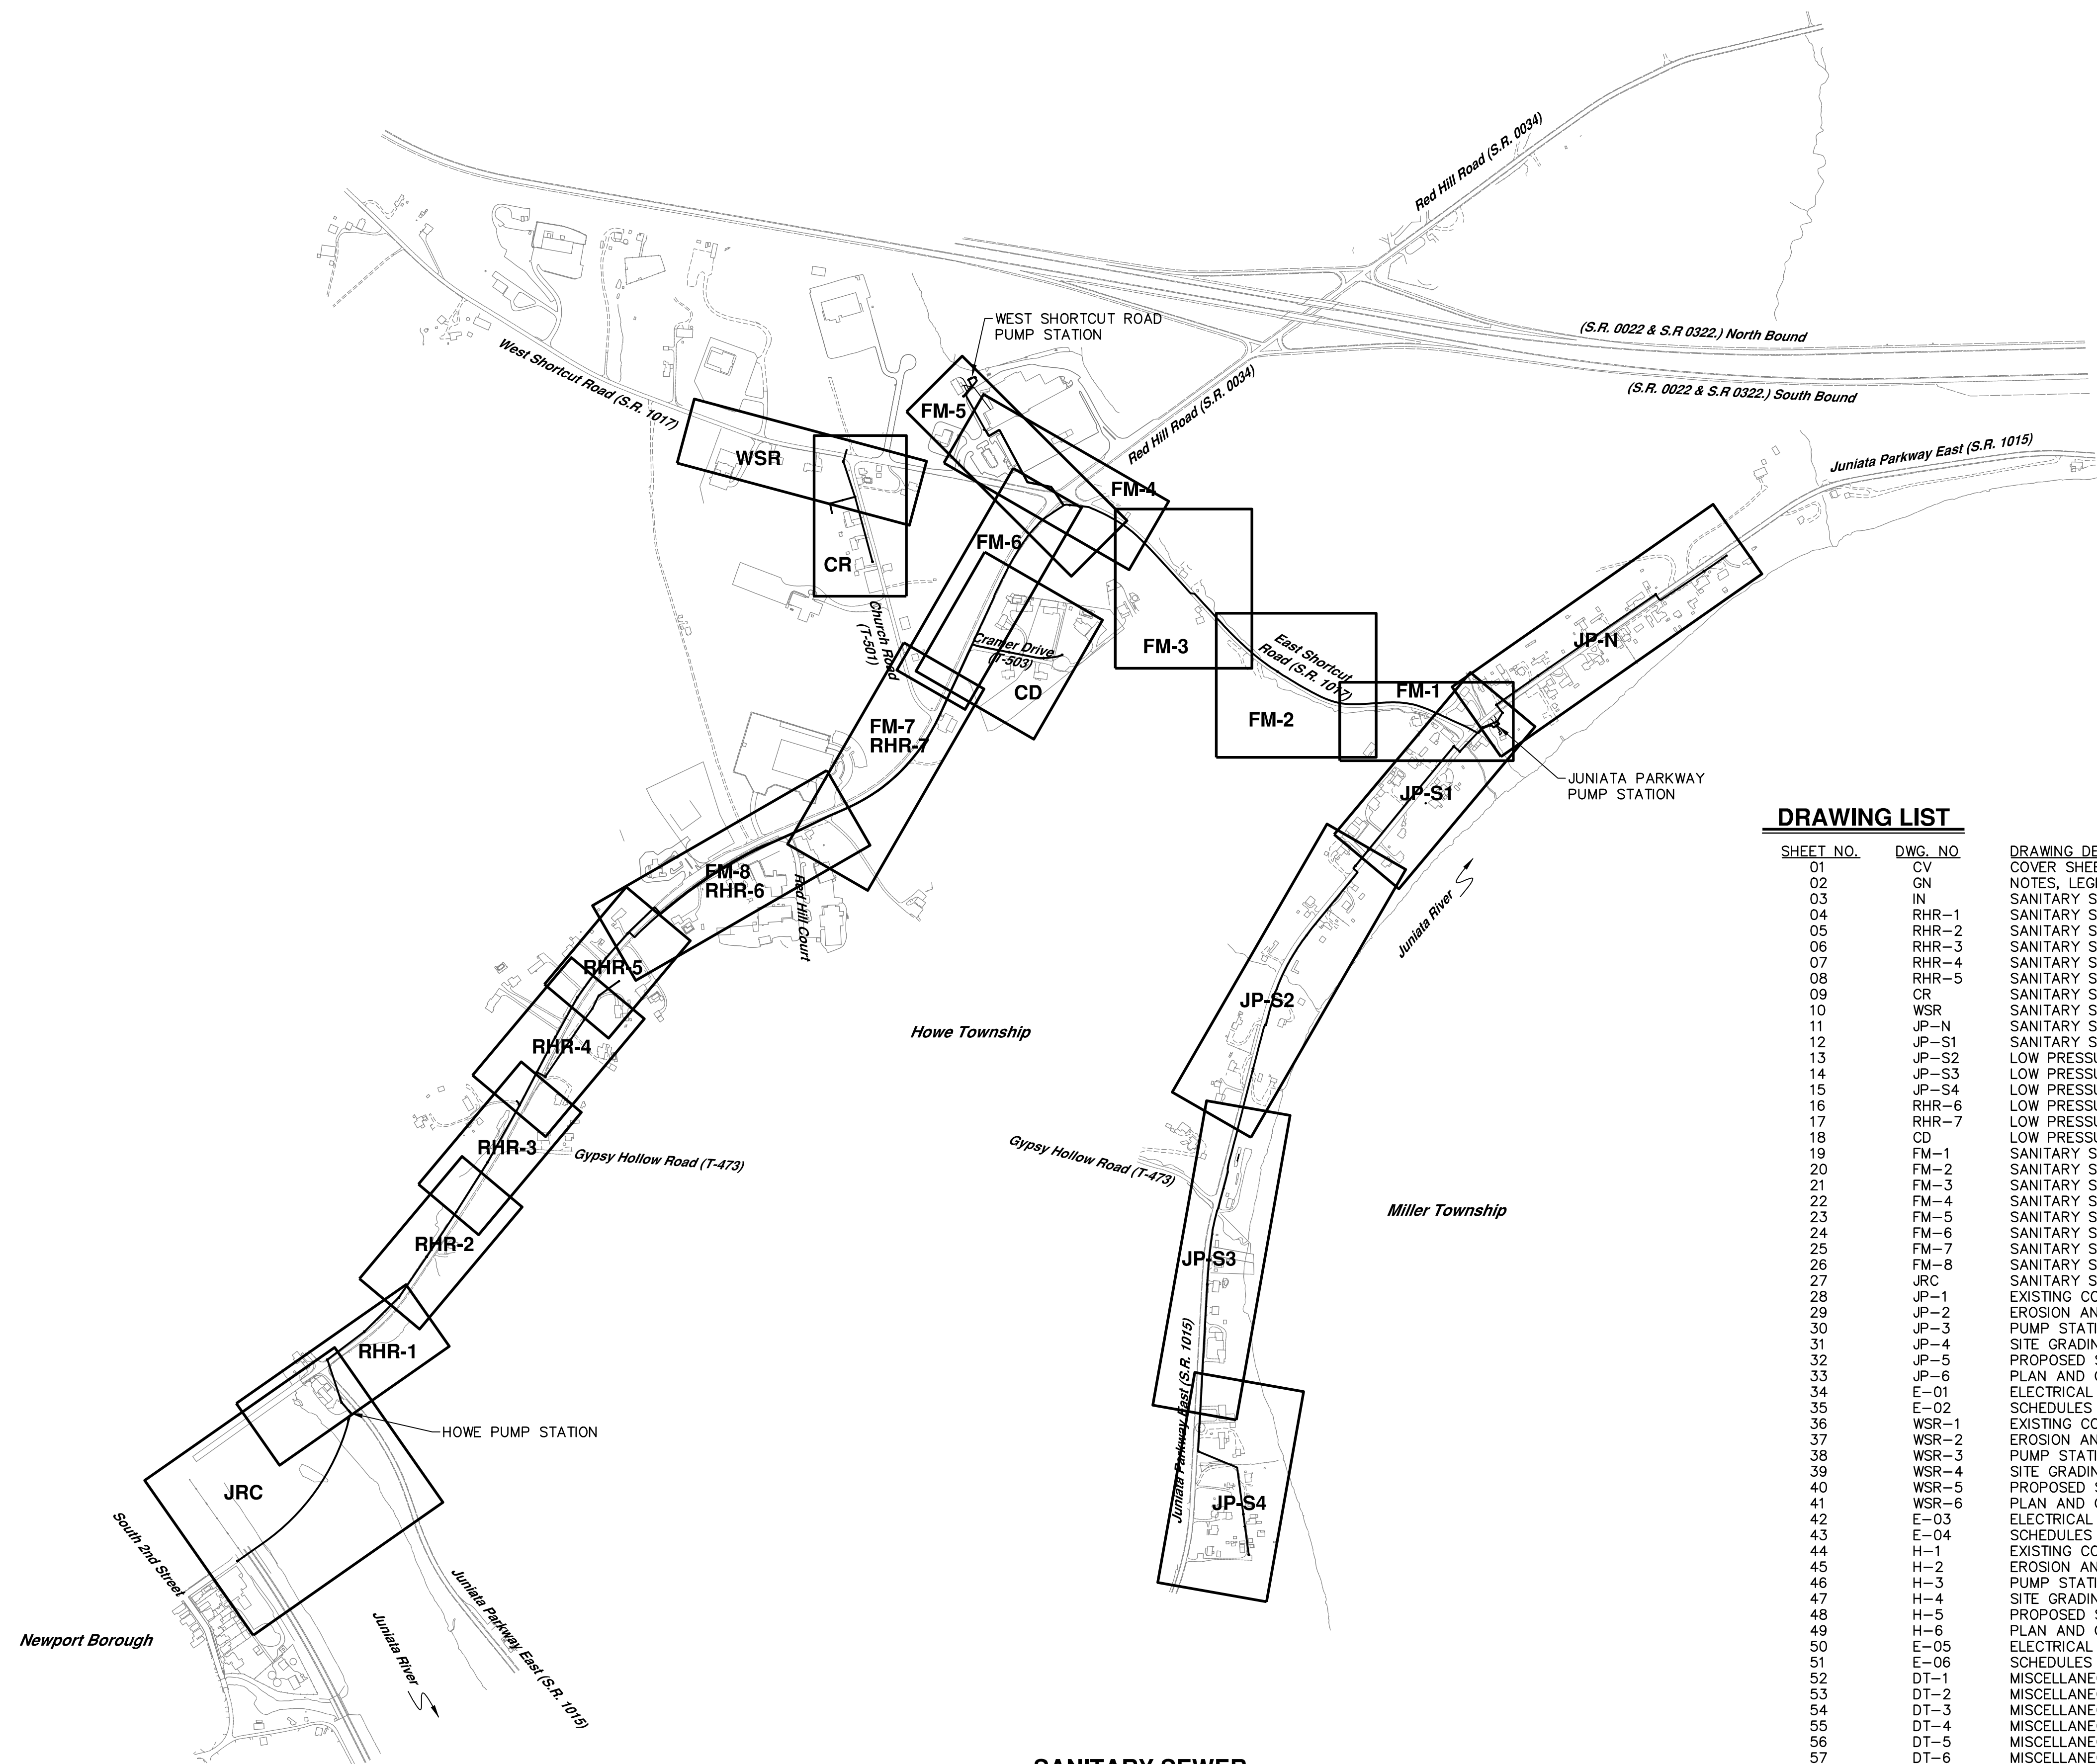 Red Hill Road (S.R. 0034)
WEST SHORTCUT ROAD
PUMP STATION
(S.R. 0022 & S.R 0322.) North Bound
(S.R. 0022 & S.R 0322.) South Bound
West Shortcut Road (S.R. 1017)
Red Hill Road (S.R. 0034)
Juniata Parkway East (S.R. 1015)
FM-5
WSR
FM-4
CR
FM-6
Church Road
(T-501)
Cramer Drive
(T-503)
CD
FM-3
East Shortcut
Road (S.R. 1017)
JP-N
FM-1
FM-2
FM-7
RHR-7
JUNIATA PARKWAY
PUMP STATION
JP-S1
FM-8
RHR-6
Red Hill Court
Juniata River
RHR-5
JP-S2
Howe Township
RHR-4
RHR-3
Gypsy Hollow Road (T-473)
Gypsy Hollow Road (T-473)
Miller Township
RHR-2
JP-S3
RHR-1
Juniata Parkway East (S.R. 1015)
HOWE PUMP STATION
JRC
JP-S4
South 2nd Street
Juniata Parkway East (S.R. 1015)
Juniata River
Newport Borough
DRAWING LIST
SHEET NO. DWG. NO DRAWING DE
01 CV COVER SHEE
02 GN NOTES, LEG
03 IN SANITARY S
04 RHR-1 SANITARY S
05 RHR-2 SANITARY S
06 RHR-3 SANITARY S
07 RHR-4 SANITARY S
08 RHR-5 SANITARY S
09 CR SANITARY S
10 WSR SANITARY S
11 JP-N SANITARY S
12 JP-S1 SANITARY S
13 JP-S2 LOW PRESSU
14 JP-S3 LOW PRESSU
15 JP-S4 LOW PRESSU
16 RHR-6 LOW PRESSU
17 RHR-7 LOW PRESSU
18 CD LOW PRESSU
19 FM-1 SANITARY S
20 FM-2 SANITARY S
21 FM-3 SANITARY S
22 FM-4 SANITARY S
23 FM-5 SANITARY S
24 FM-6 SANITARY S
25 FM-7 SANITARY S
26 FM-8 SANITARY S
27 JRC SANITARY S
28 JP-1 EXISTING CO
29 JP-2 EROSION AN
30 JP-3 PUMP STATI
31 JP-4 SITE GRADIN
32 JP-5 PROPOSED S
33 JP-6 PLAN AND
34 E-01 ELECTRICAL
35 E-02 SCHEDULES
36 WSR-1 EXISTING CO
37 WSR-2 EROSION AN
38 WSR-3 PUMP STATI
39 WSR-4 SITE GRADIN
40 WSR-5 PROPOSED S
41 WSR-6 PLAN AND
42 E-03 ELECTRICAL
43 E-04 SCHEDULES
44 H-1 EXISTING CO
45 H-2 EROSION AN
46 H-3 PUMP STATI
47 H-4 SITE GRADIN
48 H-5 PROPOSED S
49 H-6 PLAN AND
50 E-05 ELECTRICAL
51 E-06 SCHEDULES
52 DT-1 MISCELLANE
53 DT-2 MISCELLANE
54 DT-3 MISCELLANE
55 DT-4 MISCELLANE
56 DT-5 MISCELLANE
57 DT-6 MISCELLANE
SANITARY SEWER